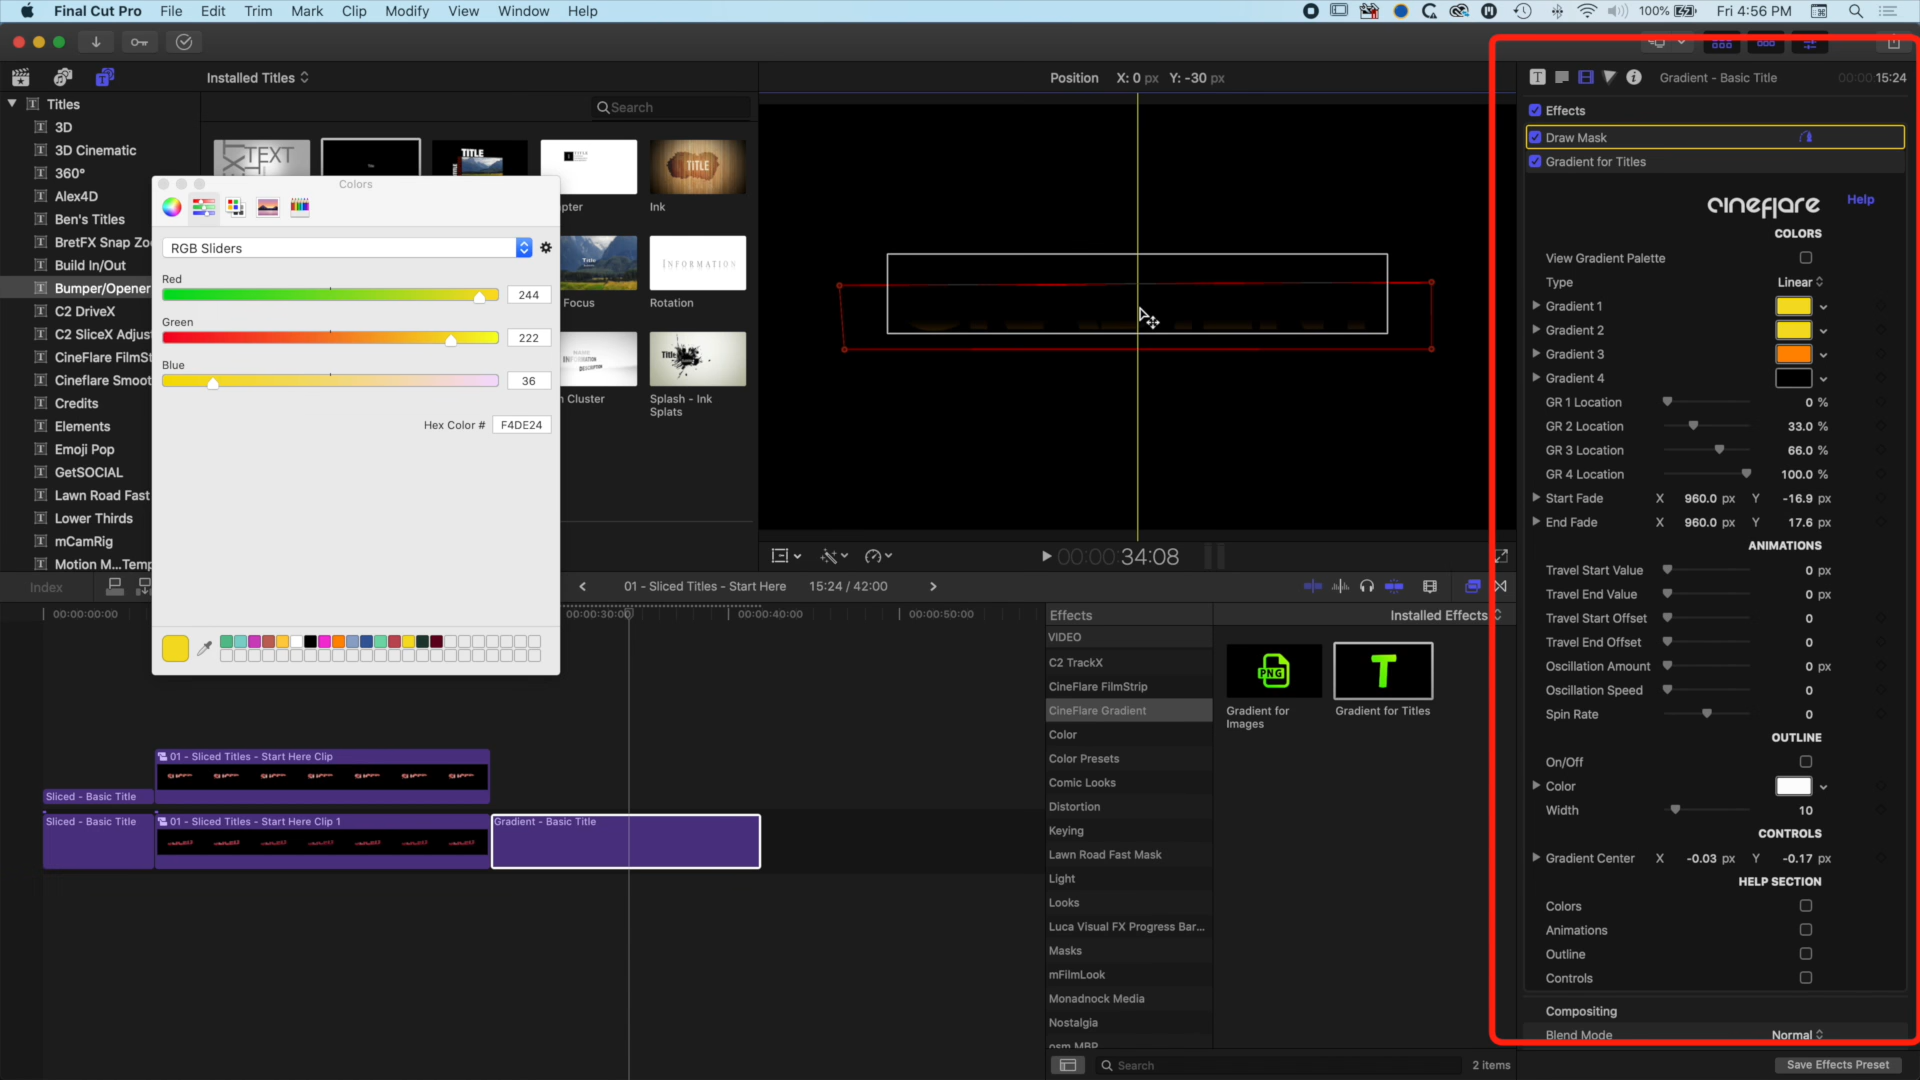 Final Cut Pro File Edit Trim Mark Clip Modify View Window Help
100% Fri 4:56 PM
Installed Titles
Search
Titles
3D
3D Cinematic
360°
Alex4D
Ben's Titles
BretFX Snap Zo
Build In/Out
Bumper/Opener
C2 DriveX
C2 SliceX Adjus
CineFlare FilmSt
Cineflare Smoot
Credits
Elements
Emoji Pop
GetSOCIAL
Lawn Road Fast
Lower Thirds
mCamRig
Motion M...Temp
TEXT
TITLE
TITLE
pter
Ink
Title
INFORMATION
Focus
Rotation
INFORMATION
DESCRIPTION
Title
n Cluster
Splash - Ink
Splats
Colors
RGB Sliders
Red
244
Green
222
Blue
36
Hex Color # F4DE24
Position X: 0 px Y: -30 px
00:00:34:08
Index
01 - Sliced Titles - Start Here 15:24 / 42:00
00:00:00:00
00:00:30:00
00:00:40:00
00:00:50:00
01 - Sliced Titles - Start Here Clip
Sliced - Basic Title
Sliced - Basic Title
01 - Sliced Titles - Start Here Clip 1
Gradient - Basic Title
Effects
Installed Effects
VIDEO
C2 TrackX
CineFlare FilmStrip
CineFlare Gradient
Color
Color Presets
Comic Looks
Distortion
Keying
Lawn Road Fast Mask
Light
Looks
Luca Visual FX Progress Bar...
Masks
mFilmLook
Monadnock Media
Nostalgia
osm MBP
PNG
T
Gradient for
Images
Gradient for Titles
Search
2 items
Gradient - Basic Title 00:00:15:24
Effects
Draw Mask
Gradient for Titles
cineflare
Help
COLORS
View Gradient Palette
Type Linear
Gradient 1
Gradient 2
Gradient 3
Gradient 4
GR 1 Location 0 %
GR 2 Location 33.0 %
GR 3 Location 66.0 %
GR 4 Location 100.0 %
Start Fade X 960.0 px Y -16.9 px
End Fade X 960.0 px Y 17.6 px
ANIMATIONS
Travel Start Value 0 px
Travel End Value 0 px
Travel Start Offset 0
Travel End Offset 0
Oscillation Amount 0 px
Oscillation Speed 0
Spin Rate 0
OUTLINE
On/Off
Color
Width 10
CONTROLS
Gradient Center X -0.03 px Y -0.17 px
HELP SECTION
Colors
Animations
Outline
Controls
Compositing
Blend Mode Normal
Save Effects Preset